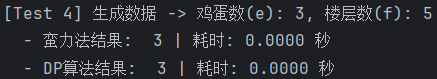 [Test 4] 生成数据 -> 鸡蛋数(e): 3, 楼层数(f): 5
- 蛮力法结果:  3 | 耗时: 0.0000 秒
- DP算法结果:  3 | 耗时: 0.0000 秒